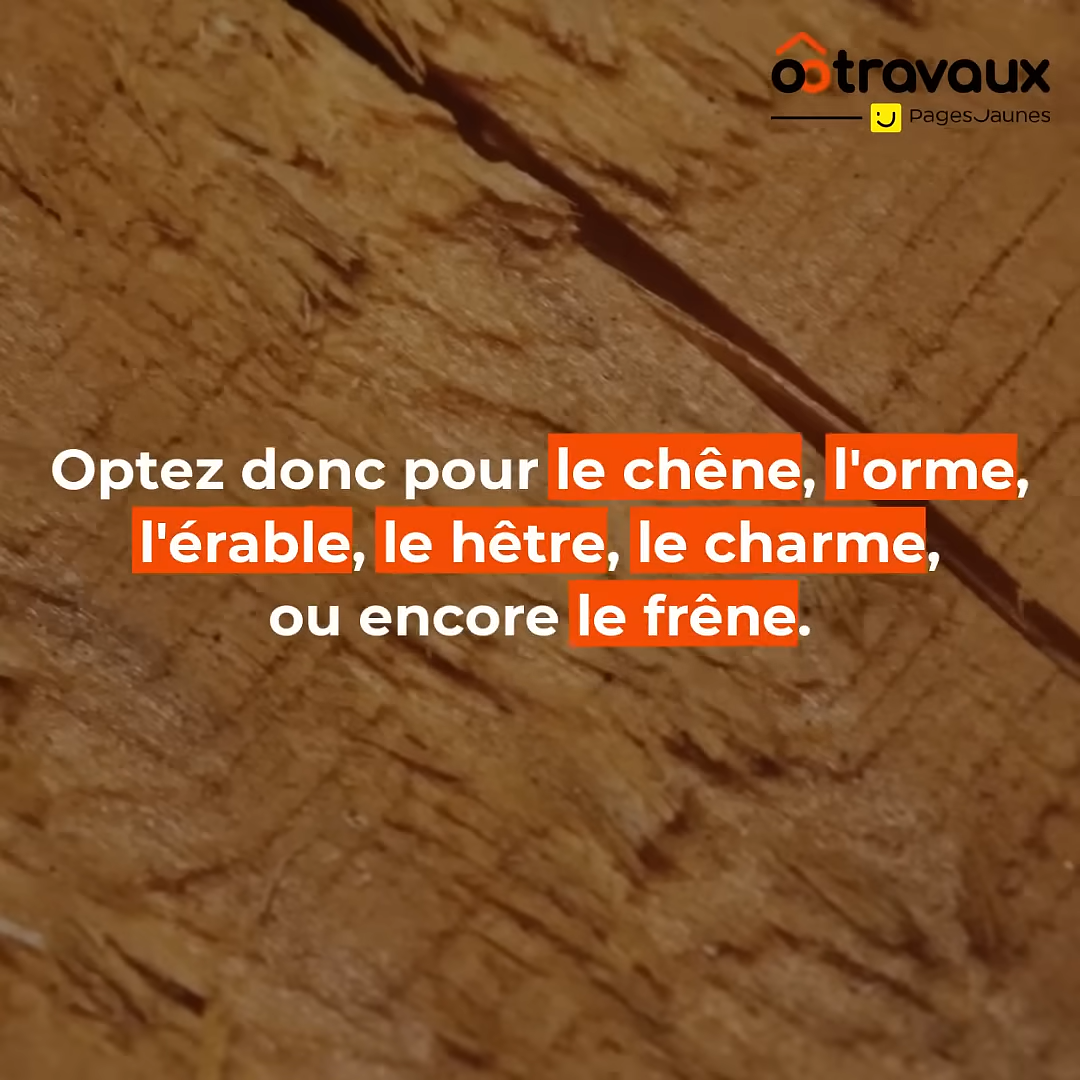 ootravaux
PagesJaunes
Optez donc pour le chêne, l'orme,
l'érable, le hêtre, le charme,
ou encore le frêne.